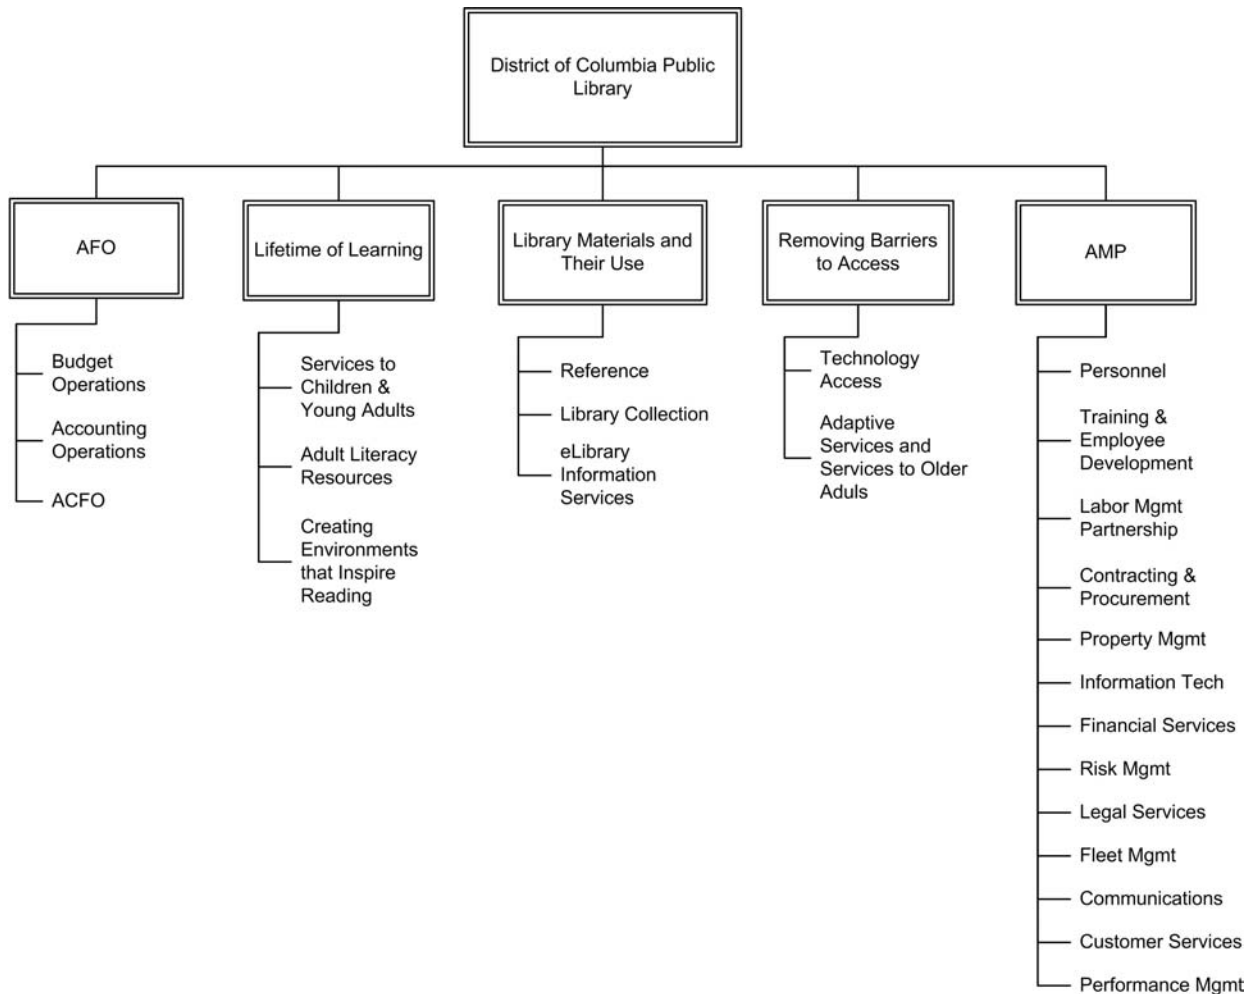 District of Columbia Public
Library
AFO
Lifetime of Learning
Library Materials and
Their Use
Removing Barriers
to Access
AMP
Budget
Operations
Accounting
Operations
ACFO
Services to
Children &
Young Adults
Adult Literacy
Resources
Creating
Environments
that Inspire
Reading
Reference
Library Collection
eLibrary
Information
Services
Technology
Access
Adaptive
Services and
Services to Older
Aduls
Personnel
Training &
Employee
Development
Labor Mgmt
Partnership
Contracting &
Procurement
Property Mgmt
Information Tech
Financial Services
Risk Mgmt
Legal Services
Fleet Mgmt
Communications
Customer Services
Performance Mgmt